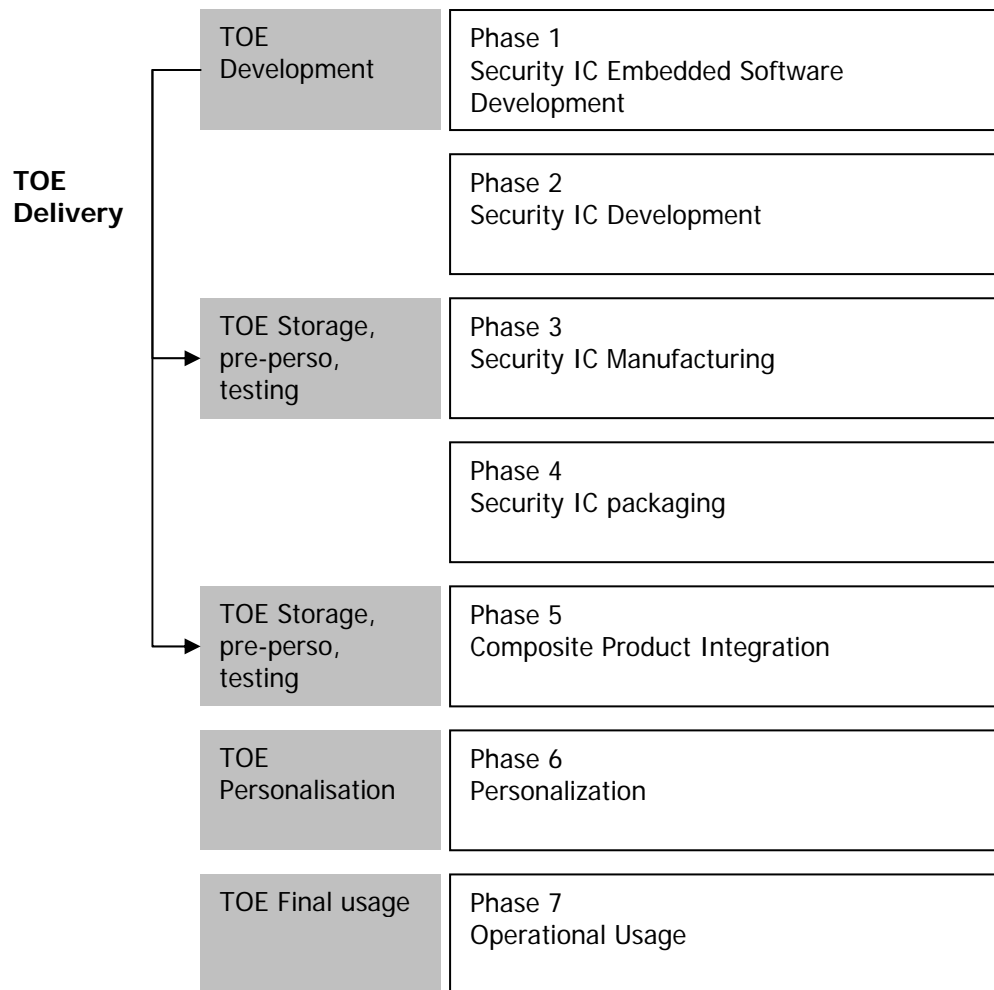 TOE
Development
Phase 1
Security IC Embedded Software
Development
TOE
Delivery
Phase 2
Security IC Development
TOE Storage,
pre-perso,
testing
Phase 3
Security IC Manufacturing
Phase 4
Security IC packaging
TOE Storage,
pre-perso,
testing
Phase 5
Composite Product Integration
TOE
Personalisation
Phase 6
Personalization
TOE Final usage
Phase 7
Operational Usage